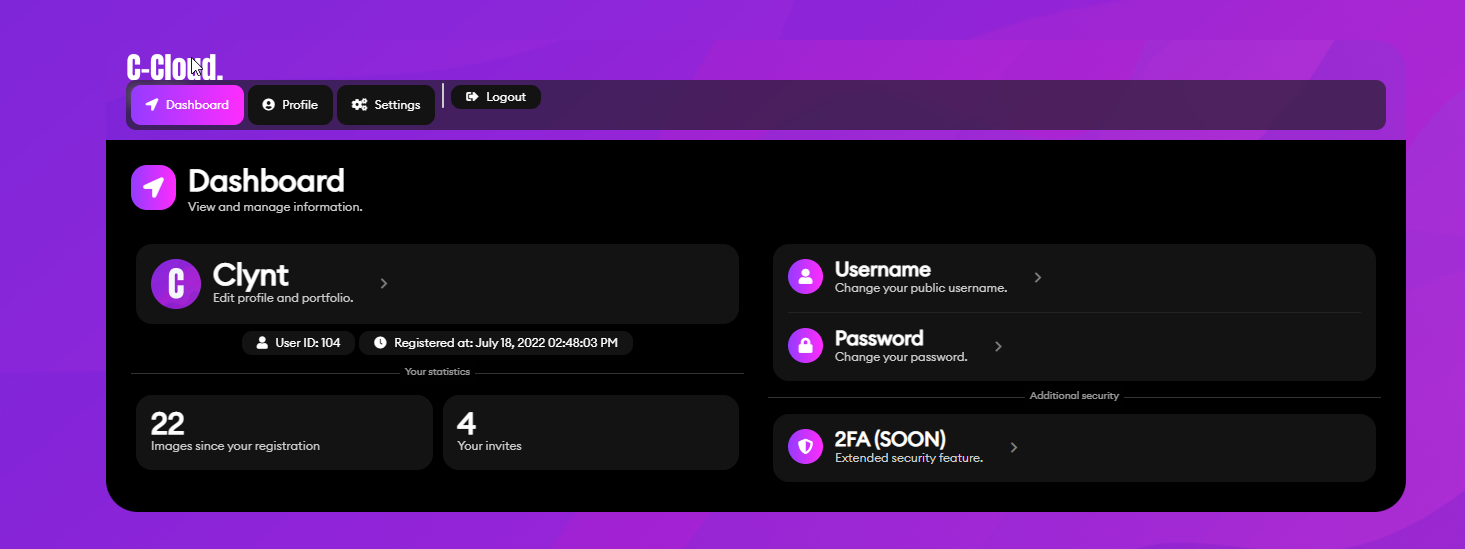 C-Cloud.
Dashboard Profile Settings Logout
Dashboard
View and manage information.
C
Clynt
Edit profile and portfolio.
User ID: 104 Registered at: July 18, 2022 02:48:03 PM
Your statistics
22
Images since your registration
4
Your invites
Username
Change your public username.
Password
Change your password.
Additional security
2FA (SOON)
Extended security feature.